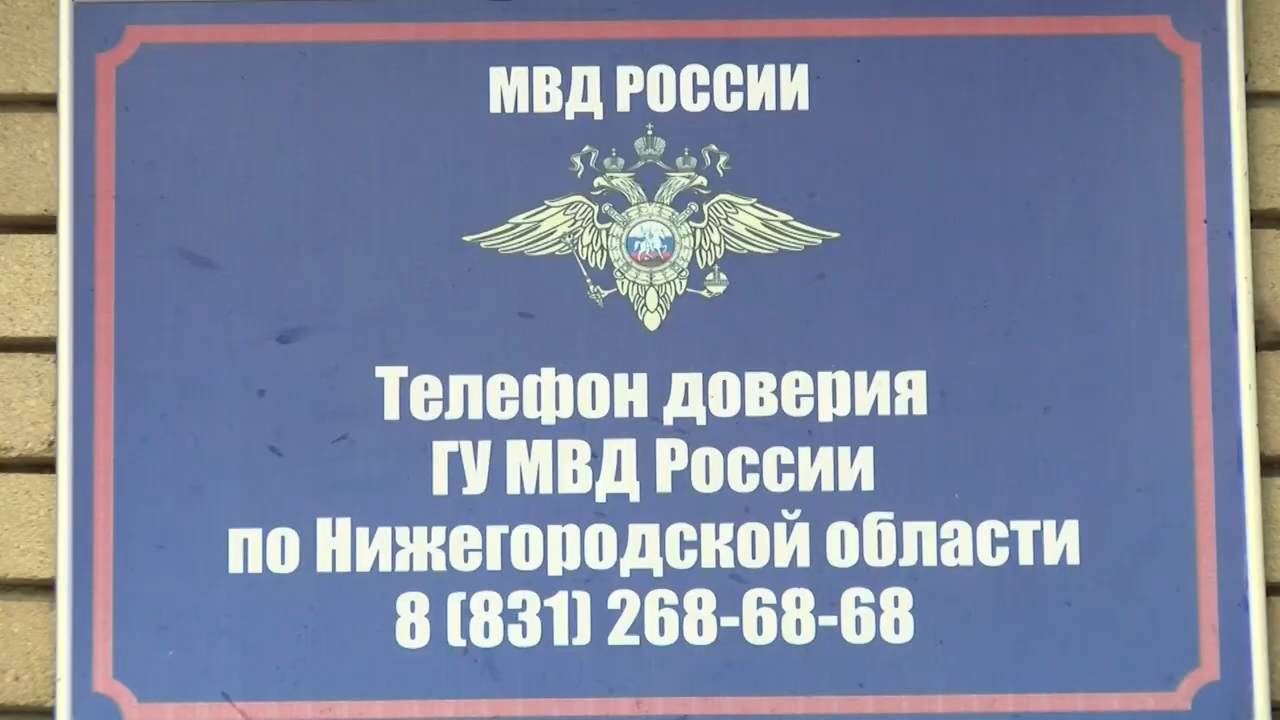 МВД РОССИИ
Телефон доверия
ГУ МВД России
по Нижегородской области
8 (831) 268-68-68